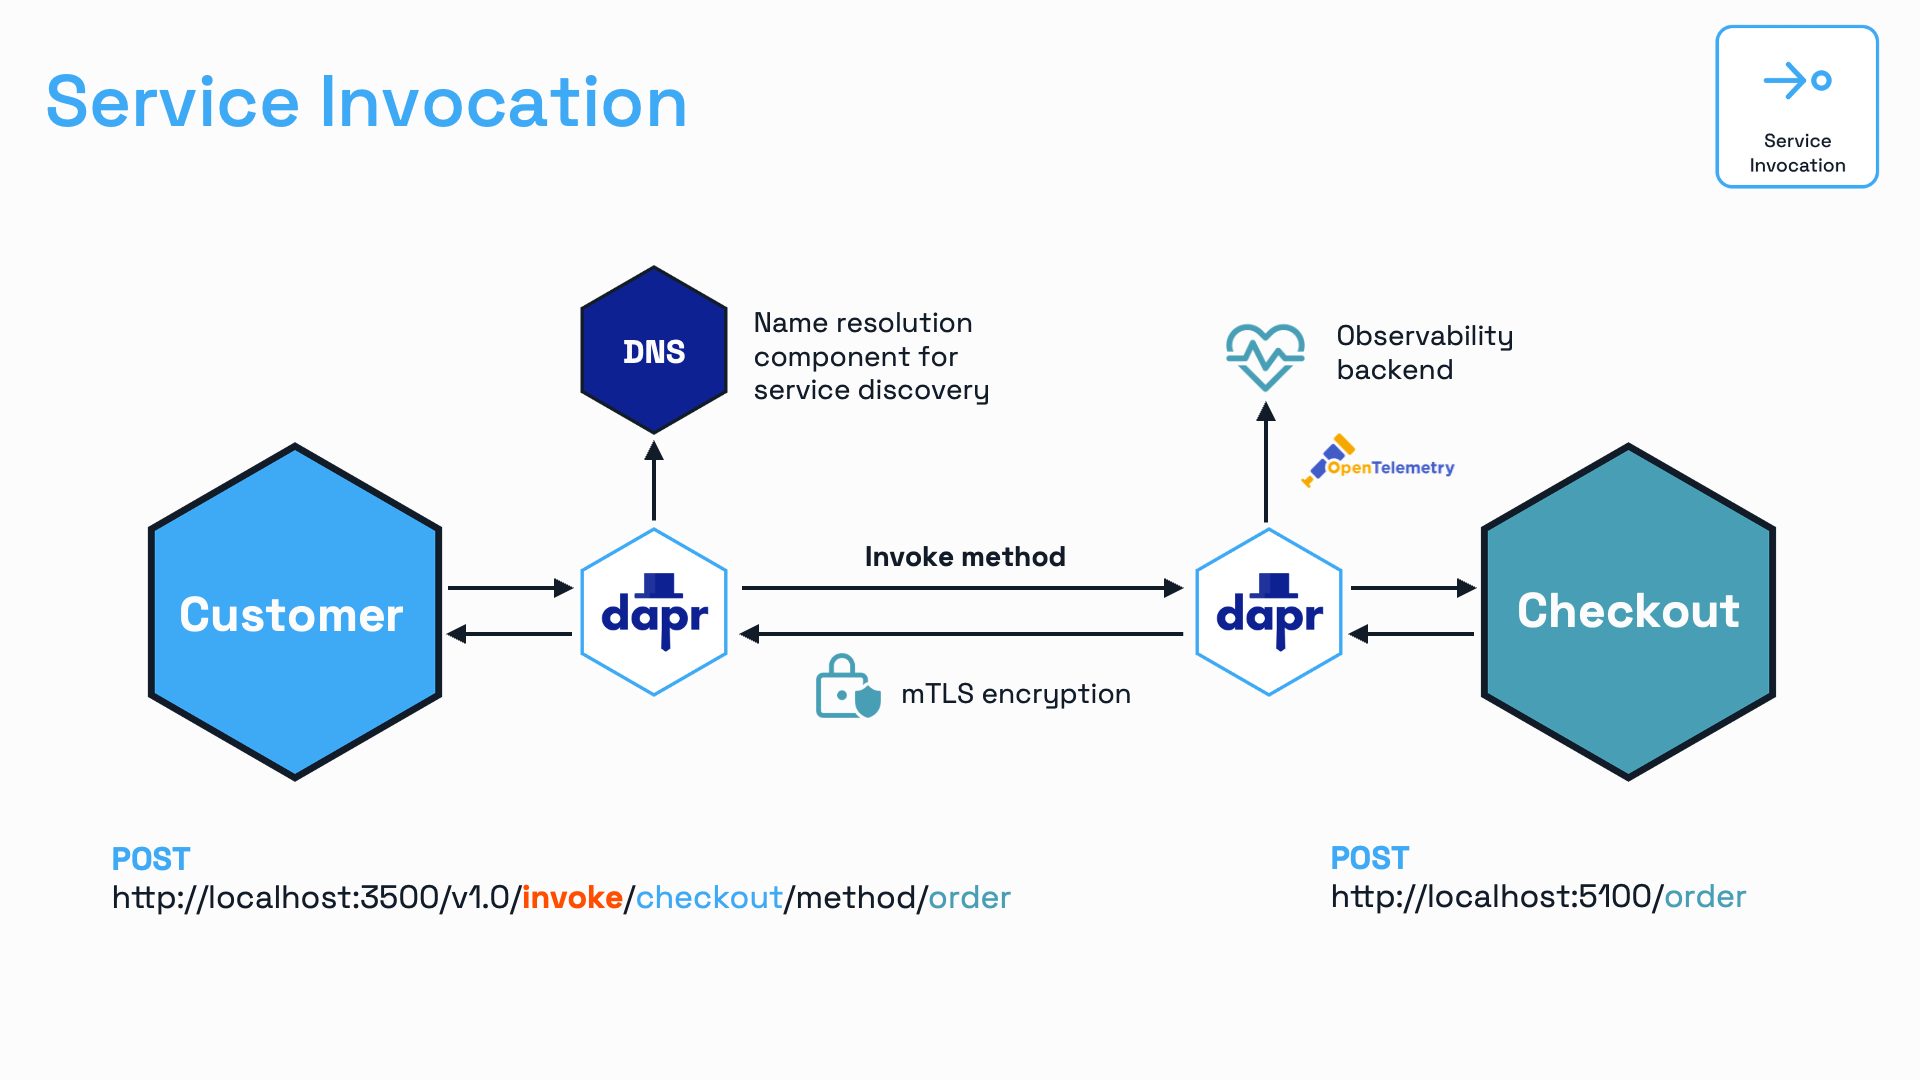 Service Invocation
Service
Invocation
DNS
Name resolution
component for
service discovery
Observability
backend
OpenTelemetry
Customer
dapr
Invoke method
mTLS encryption
dapr
Checkout
POST
http://localhost:3500/v1.0/invoke/checkout/method/order
POST
http://localhost:5100/order